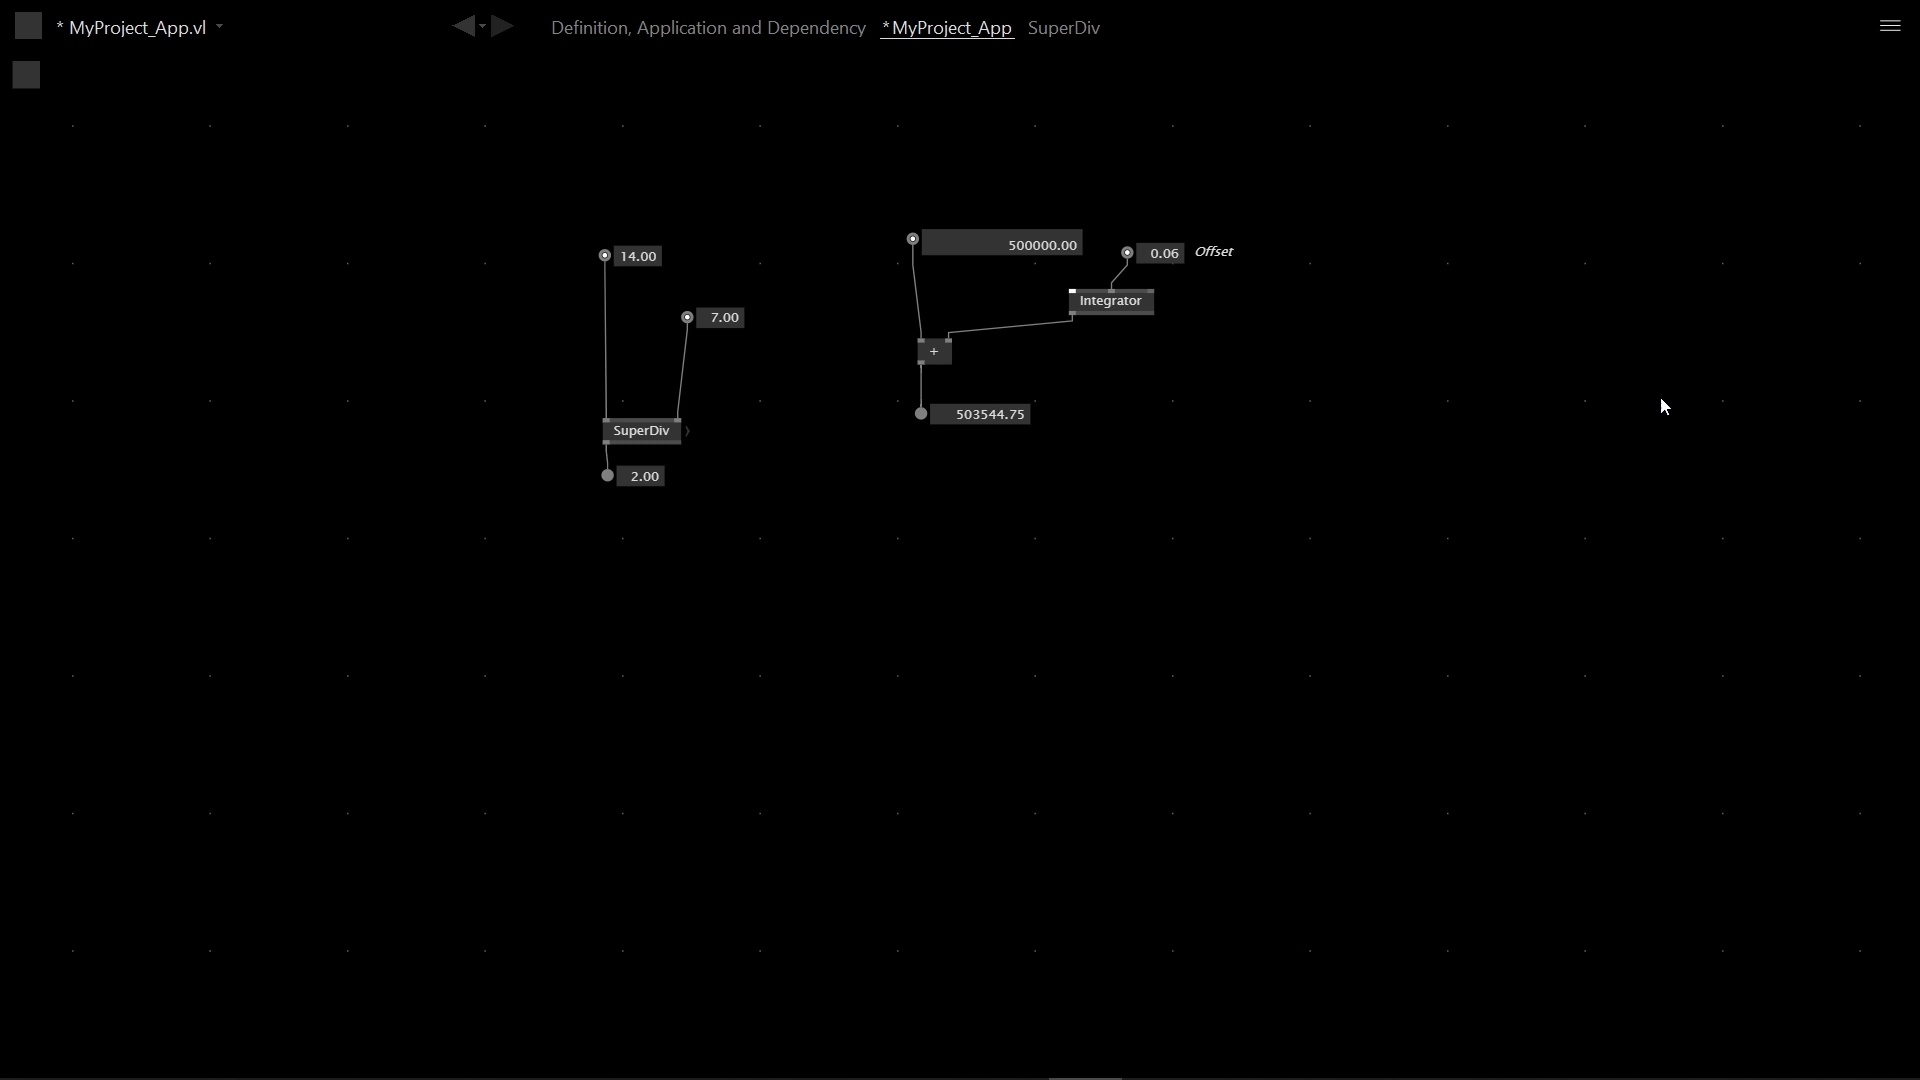 * MyProject_App.vl
Definition, Application and Dependency
*MyProject_App
SuperDiv
500000.00
14.00
0.06
Offset
Integrator
7.00
+
503544.75
SuperDiv
2.00